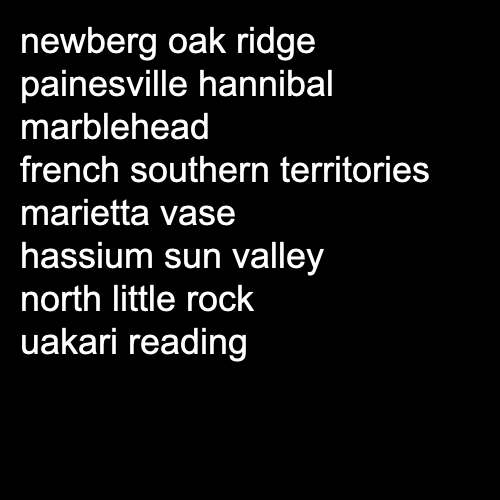 newberg oak ridge
painesville hannibal
marblehead
french southern territories
marietta vase
hassium sun valley
north little rock
uakari reading